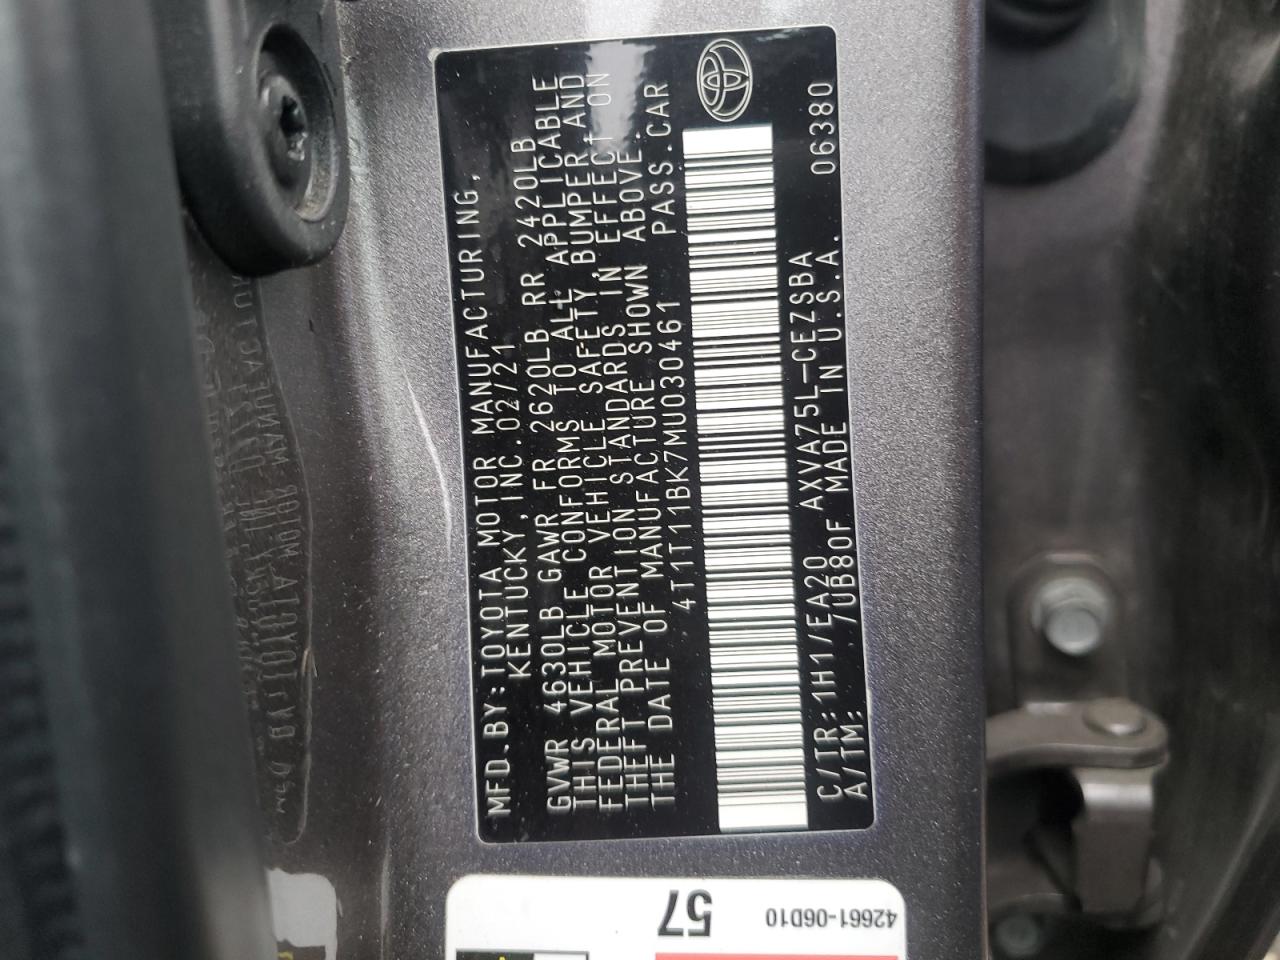 MFD.BY:TOYOTA MOTOR MANUFACTURING,
KENTUCKY,INC.02/21
GVWR 4630LB GAWR FR 2620LB RR 2420LB
THIS VEHICLE CONFORMS TO ALL APPLICABLE
FEDERAL MOTOR VEHICLE SAFETY,BUMPER AND
THEFT PREVENTION STANDARDS IN EFFECT ON
THE DATE OF MANUFACTURE SHOWN ABOVE.
4T1T11BK7MU030461 PASS.CAR
C/TR:1H1/EA20 AXVA75L-CEZSBA 06380
A/TM: /UB80F MADE IN U.S.A.
57
42661-06D10